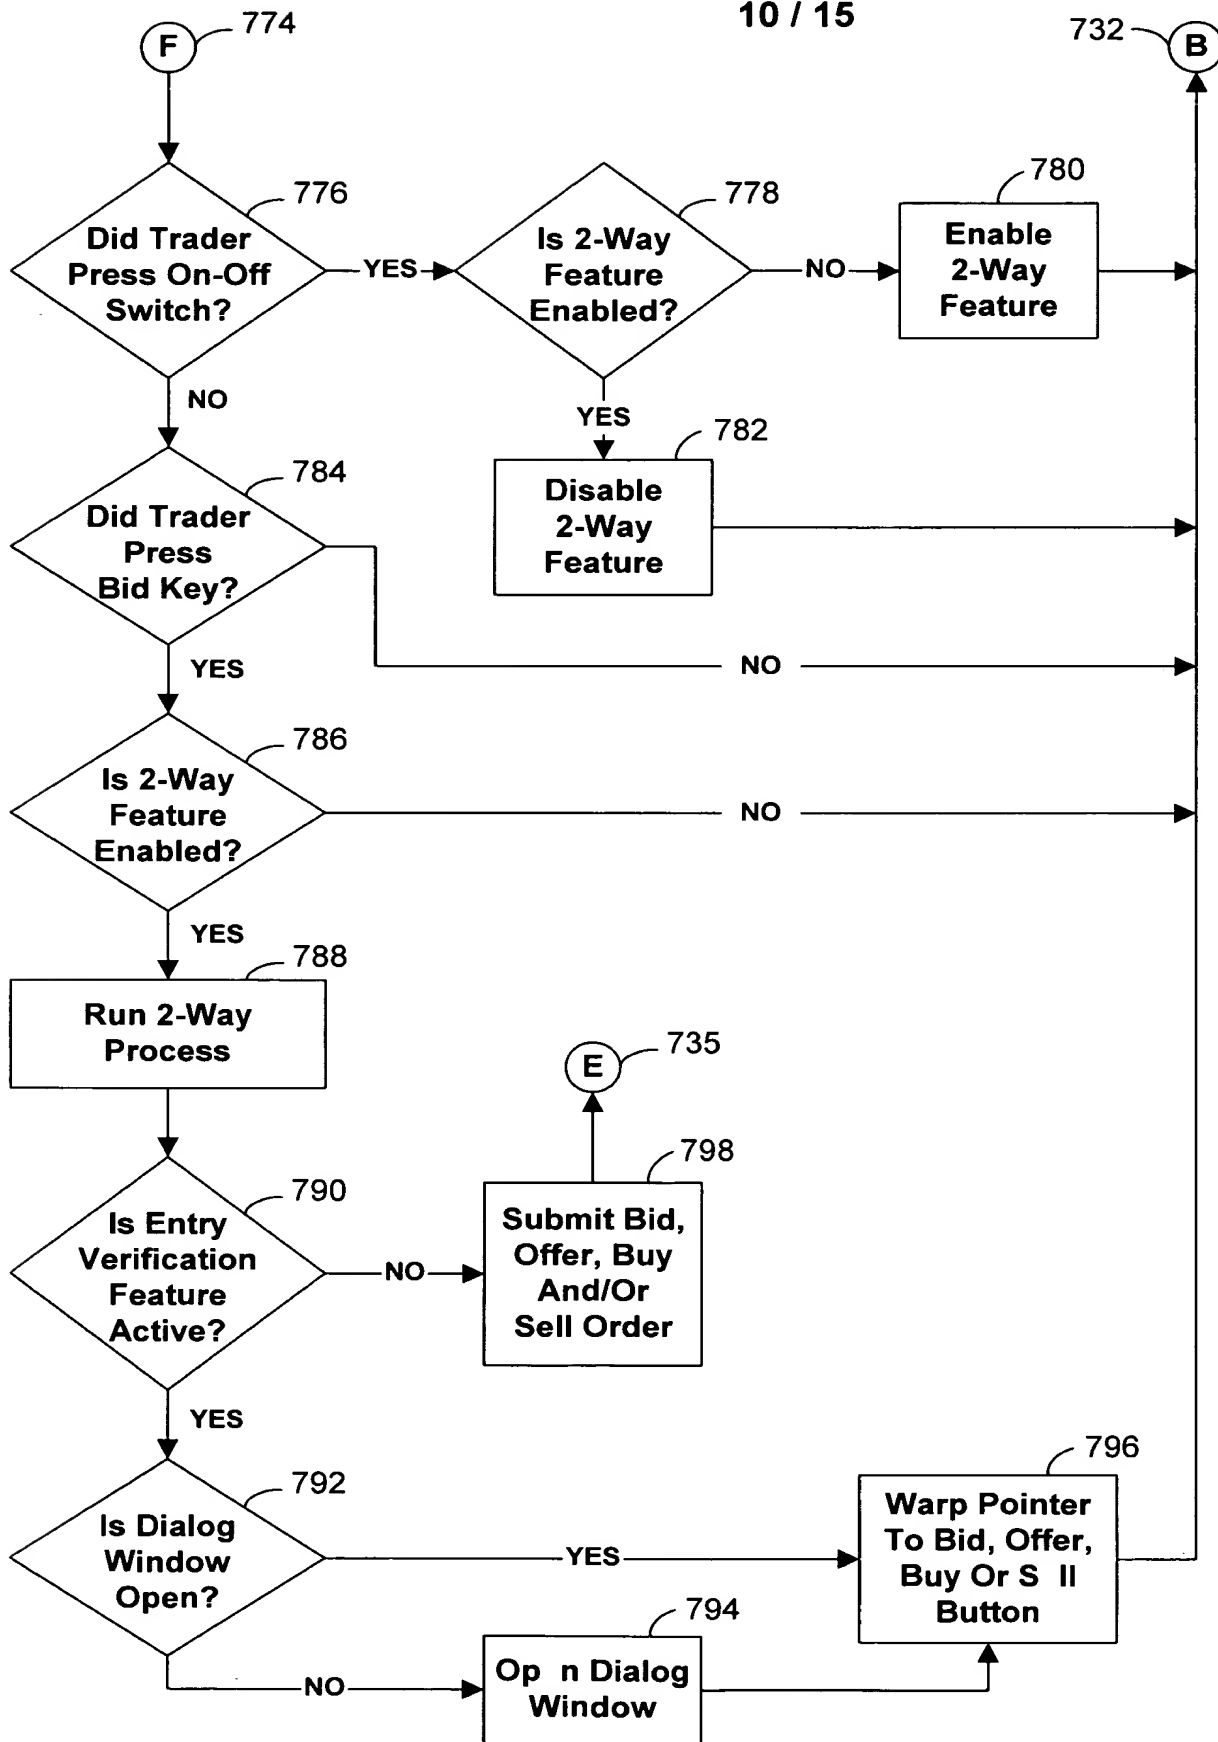 10 / 15
F
774
732
B
776
Did Trader
Press On-Off
Switch?
YES
778
Is 2-Way
Feature
Enabled?
NO
780
Enable
2-Way
Feature
NO
YES
782
Disable
2-Way
Feature
784
Did Trader
Press
Bid Key?
NO
YES
786
Is 2-Way
Feature
Enabled?
NO
YES
788
Run 2-Way
Process
E
735
790
Is Entry
Verification
Feature
Active?
NO
798
Submit Bid,
Offer, Buy
And/Or
Sell Order
YES
792
Is Dialog
Window
Open?
YES
796
Warp Pointer
To Bid, Offer,
Buy Or S ll
Button
NO
794
Op n Dialog
Window